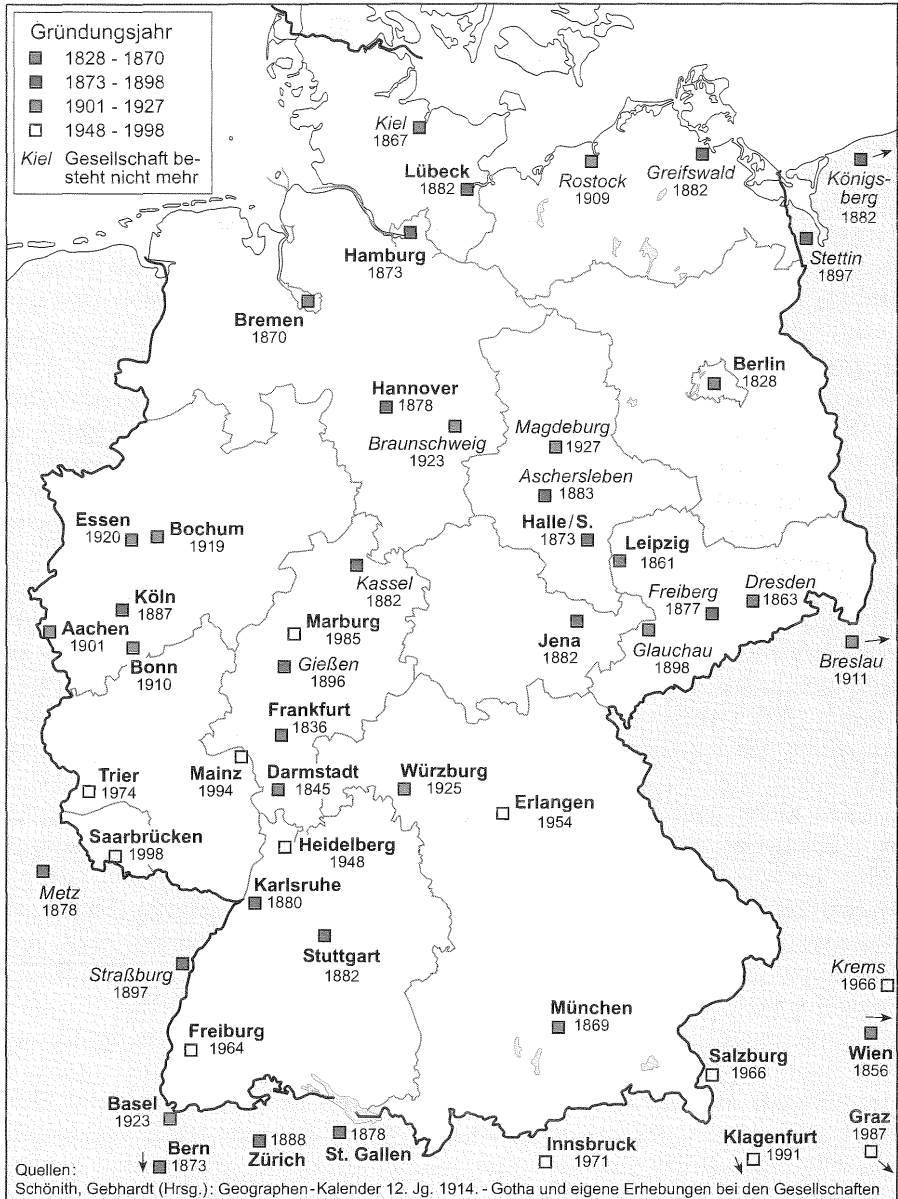 Gründungsjahr
1828 - 1870
1873 - 1898
1901 - 1927
1948 - 1998
Kiel Gesellschaft be-
steht nicht mehr
Kiel
1867
Lübeck
1882
Rostock
1909
Greifswald
1882
Königs-
berg
1882
Stettin
1897
Hamburg
1873
Bremen
1870
Berlin
1828
Hannover
1878
Braunschweig
1923
Magdeburg
1927
Aschersleben
1883
Essen
1920
Bochum
1919
Halle/S.
1873
Leipzig
1861
Kassel
1882
Freiberg
1877
Dresden
1863
Köln
1887
Aachen
1901
Bonn
1910
Marburg
1985
Gießen
1896
Jena
1882
Glauchau
1898
Breslau
1911
Frankfurt
1836
Mainz
1994
Darmstadt
1845
Würzburg
1925
Trier
1974
Erlangen
1954
Saarbrücken
1998
Heidelberg
1948
Metz
1878
Karlsruhe
1880
Stuttgart
1882
Straßburg
1897
Krems
1966
Freiburg
1964
München
1869
Wien
1856
Salzburg
1966
Basel
1923
Bern
1873
1888
Zürich
1878
St. Gallen
Innsbruck
1971
Klagenfurt
1991
Graz
1987
Quellen:
Schönith, Gebhardt (Hrsg.): Geographen-Kalender 12. Jg. 1914. - Gotha und eigene Erhebungen bei den Gesellschaften